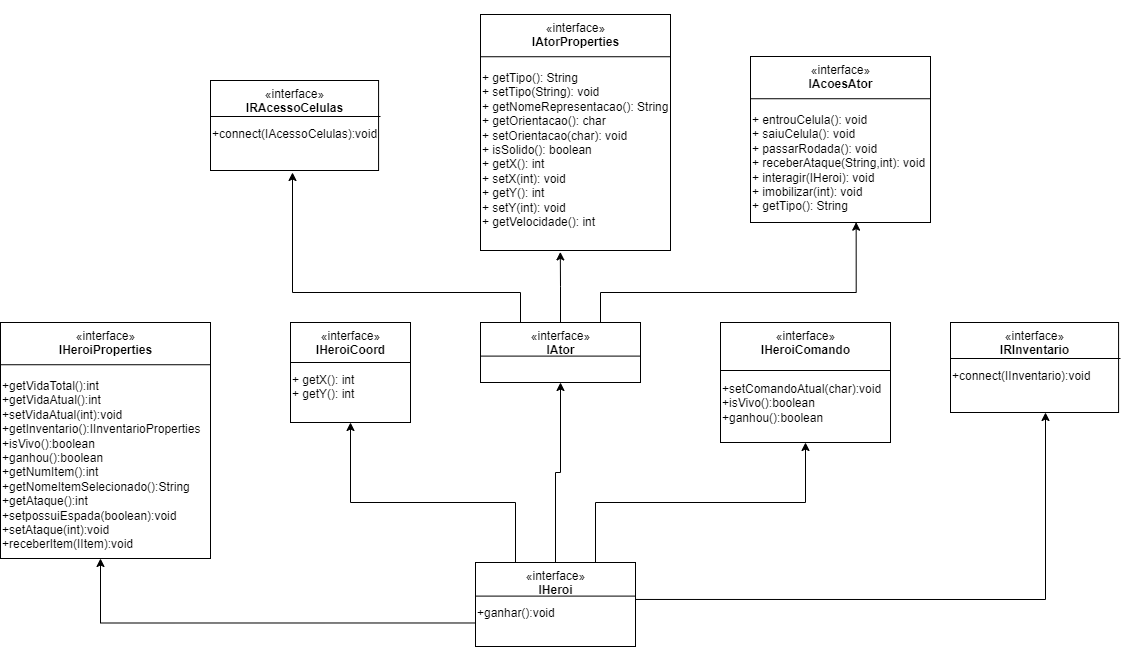 «interface»
IAtorProperties
+ getTipo(): String
+ setTipo(String): void
+ getNomeRepresentacao(): String
+ getOrientacao(): char
+ setOrientacao(char): void
+ isSolido(): boolean
+ getX(): int
+ setX(int): void
+ getY(): int
+ setY(int): void
+ getVelocidade(): int
«interface»
IAcoesAtor
+ entrouCelula(): void
+ saiuCelula(): void
+ passarRodada(): void
+ receberAtaque(String,int): void
+ interagir(IHeroi): void
+ imobilizar(int): void
+ getTipo(): String
«interface»
IRAcessoCelulas
+connect(IAcessoCelulas):void
«interface»
IHeroiProperties
+getVidaTotal():int
+getVidaAtual():int
+setVidaAtual(int):void
+getInventario():IInventarioProperties
+isVivo():boolean
+ganhou():boolean
+getNumItem():int
+getNomeItemSelecionado():String
+getAtaque():int
+setpossuiEspada(boolean):void
+setAtaque(int):void
+receberItem(IItem):void
«interface»
IHeroiCoord
+ getX(): int
+ getY(): int
«interface»
IAtor
«interface»
IHeroiComando
+setComandoAtual(char):void
+isVivo():boolean
+ganhou():boolean
«interface»
IRInventario
+connect(IInventario):void
«interface»
IHeroi
+ganhar():void